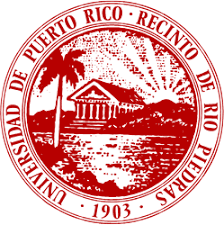 UNIVERSIDAD DE PUERTO RICO · RECINTO DE RIO PIEDRAS
· 1903 ·